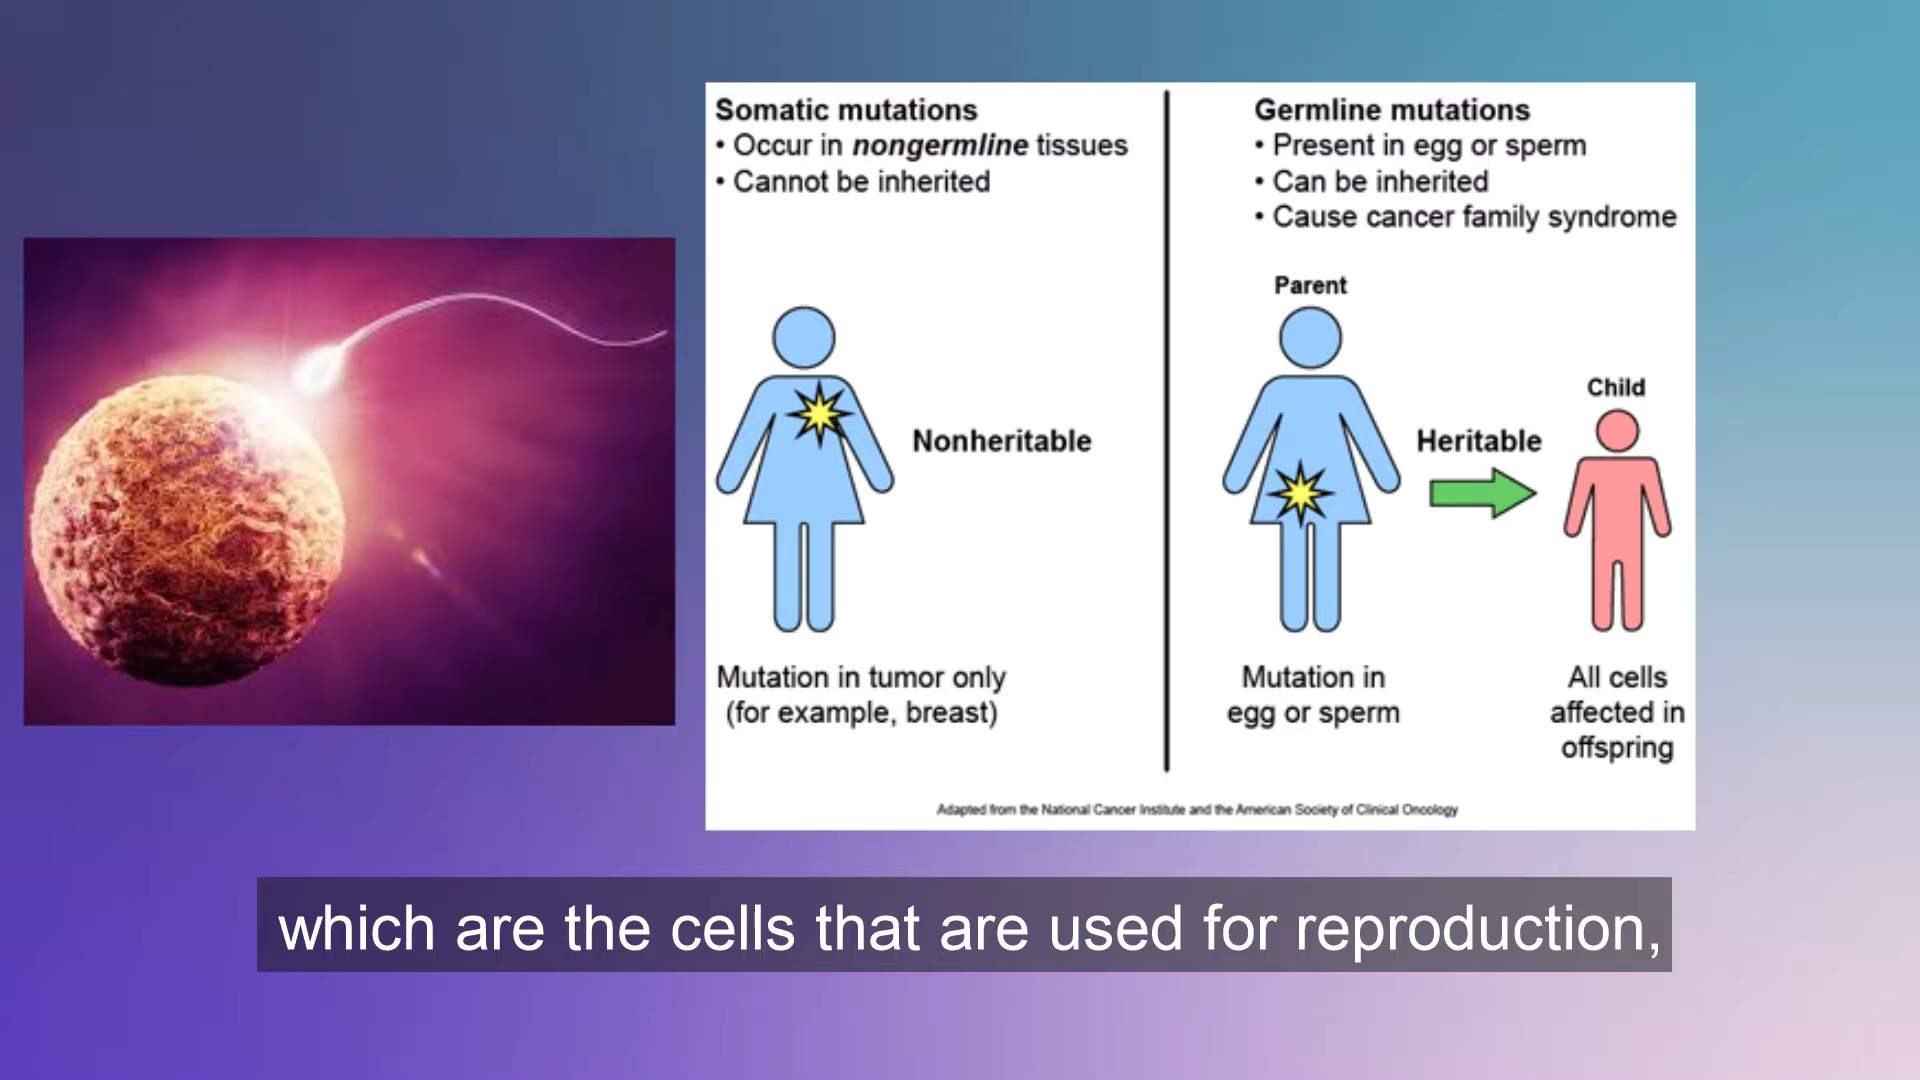 Somatic mutations
• Occur in nongermline tissues
• Cannot be inherited
Nonheritable
Mutation in tumor only
(for example, breast)
Germline mutations
• Present in egg or sperm
• Can be inherited
• Cause cancer family syndrome
Parent
Child
Heritable
Mutation in
egg or sperm
All cells
affected in
offspring
Adapted from the National Cancer Institute and the American Society of Clinical Oncology
which are the cells that are used for reproduction,